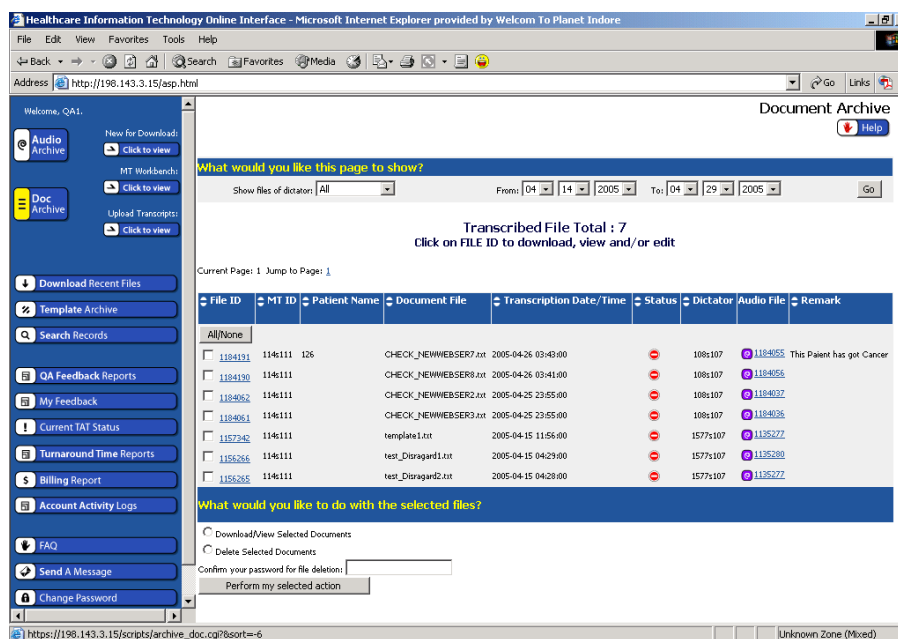 Healthcare Information Technology Online Interface - Microsoft Internet Explorer provided by Welcom To Planet Indore
File Edit View Favorites Tools Help
Back Search Favorites Media
Address http://198.143.3.15/asp.html Go Links
Welcome, QA1.
Document Archive
Help
Audio Archive
New for Download:
Click to view
MT Workbench:
Click to view
Doc Archive
Upload Transcripts:
Click to view
Download Recent Files
Template Archive
Search Records
QA Feedback Reports
My Feedback
Current TAT Status
Turnaround Time Reports
Billing Report
Account Activity Logs
FAQ
Send A Message
Change Password
What would you like this page to show?
Show files of dictator: All From: 04 14 2005 To: 04 29 2005 Go
Transcribed File Total : 7
Click on FILE ID to download, view and/or edit
Current Page: 1 Jump to Page: 1
File ID MT ID Patient Name Document File Transcription Date/Time Status Dictator Audio File Remark
All/None
1184191 114s111 126 CHECK_NEWWEBSER7.txt 2005-04-26 03:43:00 108s107 1184055 This Paient has got Cancer
1184190 114s111 CHECK_NEWWEBSER8.txt 2005-04-26 03:41:00 108s107 1184056
1184062 114s111 CHECK_NEWWEBSER2.txt 2005-04-25 23:55:00 108s107 1184037
1184061 114s111 CHECK_NEWWEBSER3.txt 2005-04-25 23:55:00 108s107 1184036
1157342 114s111 template1.txt 2005-04-15 11:56:00 1577s107 1135277
1156266 114s111 test_Disragard1.txt 2005-04-15 04:29:00 1577s107 1135280
1156265 114s111 test_Disragard2.txt 2005-04-15 04:28:00 1577s107 1135277
What would you like to do with the selected files?
Download/View Selected Documents
Delete Selected Documents
Confirm your password for file deletion:
Perform my selected action
https://198.143.3.15/scripts/archive_doc.cgi?&sort=-6 Unknown Zone (Mixed)